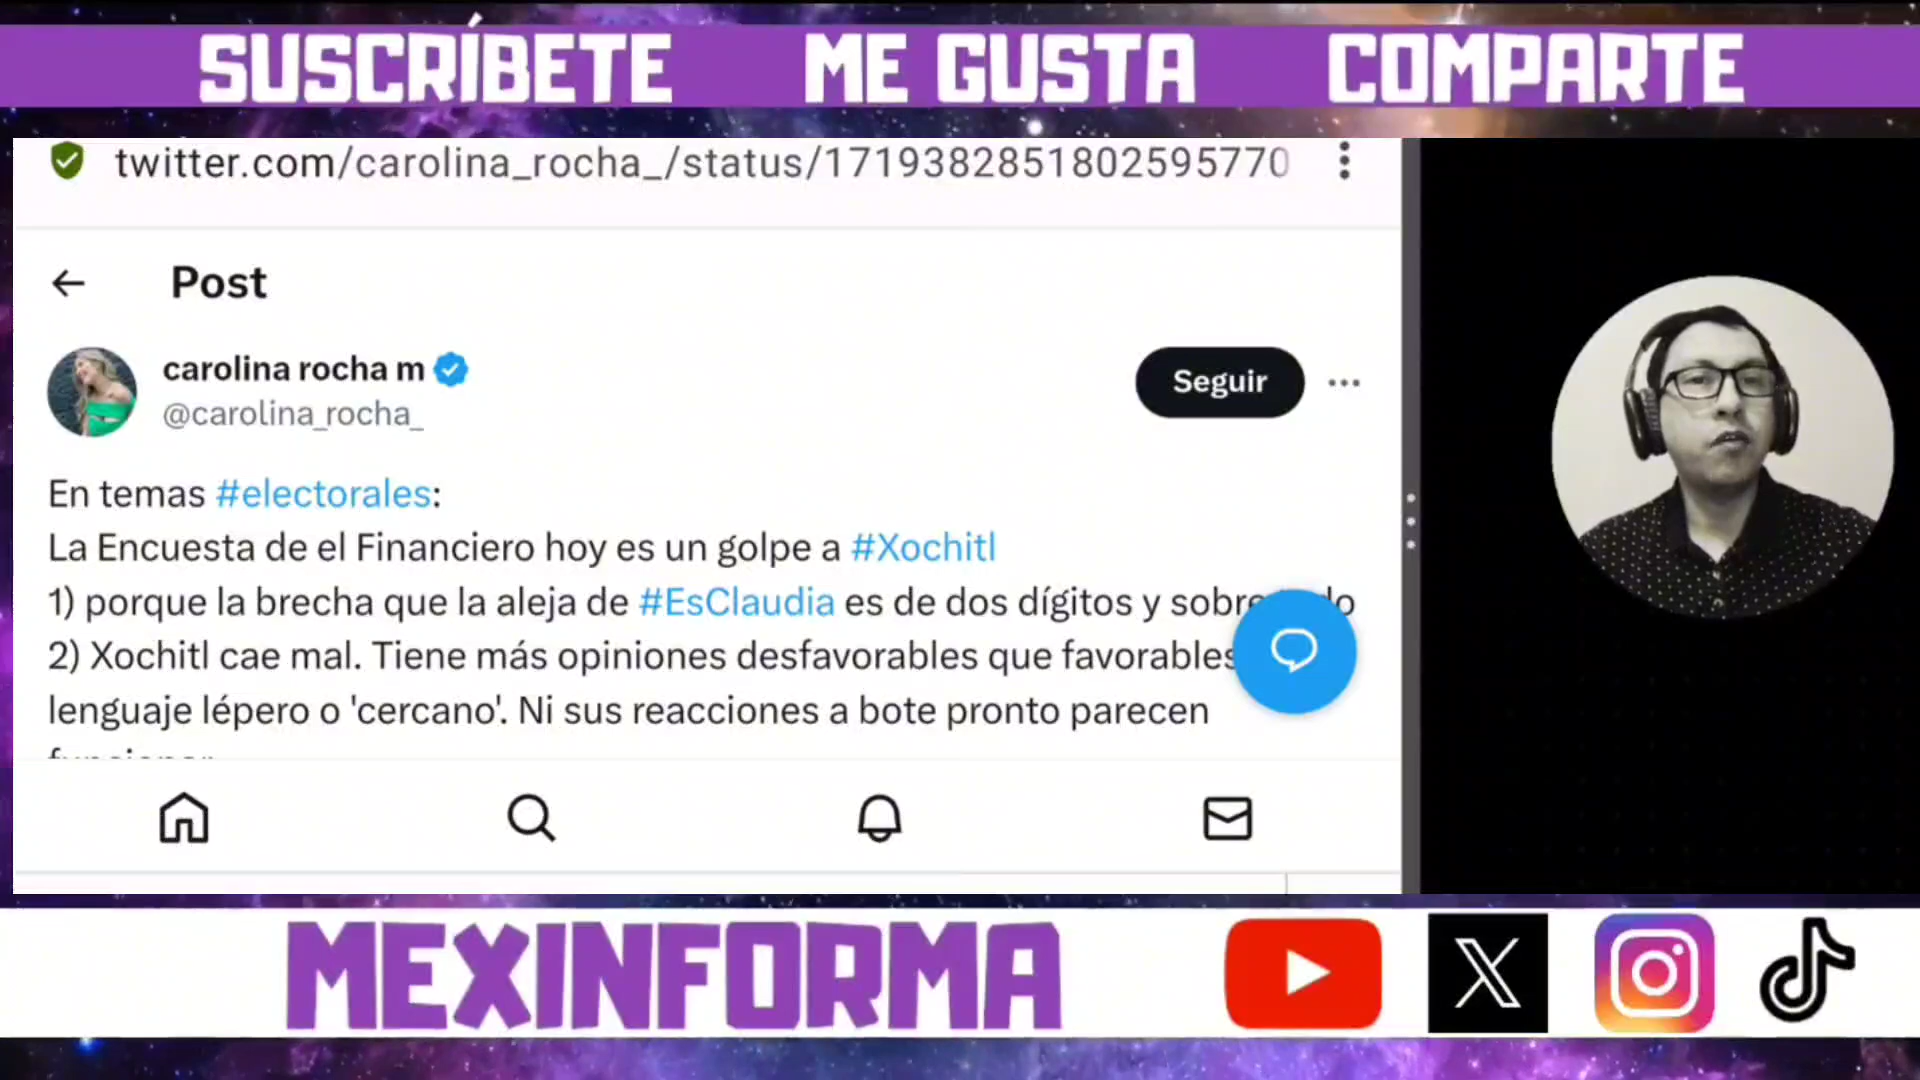 SUSCRÍBETE ME GUSTA COMPARTE
twitter.com/carolina_rocha_/status/1719382851802595770
Post
carolina rocha m
@carolina_rocha_
Seguir
En temas #electorales:
La Encuesta de el Financiero hoy es un golpe a #Xochitl
1) porque la brecha que la aleja de #EsClaudia es de dos dígitos y
2) Xochitl cae mal. Tiene más opiniones desfavorables que favorables
lenguaje lépero o 'cercano'. Ni sus reacciones a bote pronto parecen
MEXINFORMA